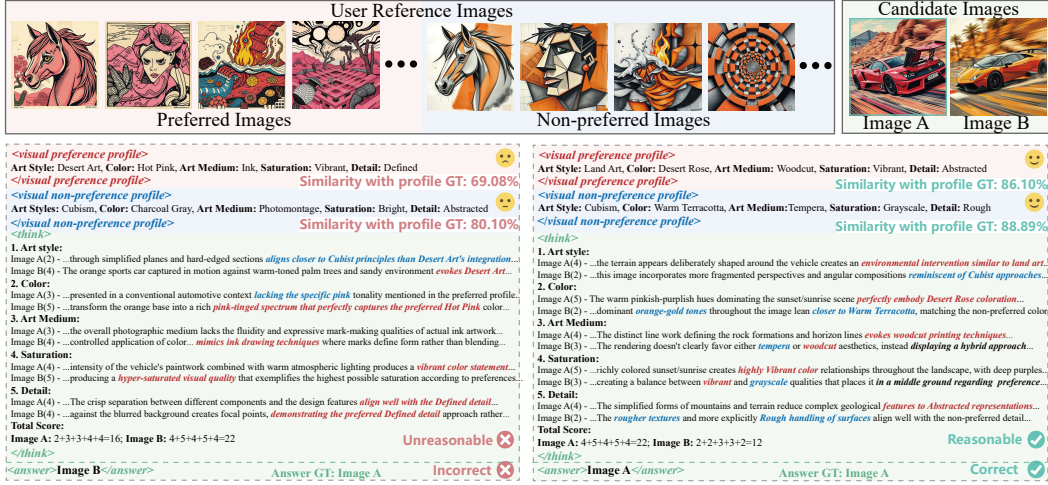 User Reference Images
Candidate Images
Preferred Images
Non-preferred Images
Image A
Image B
<visual preference profile>
Art Style: Desert Art, Color: Hot Pink, Art Medium: Ink, Saturation: Vibrant, Detail: Defined
</visual preference profile>
Similarity with profile GT: 69.08%
<visual non-preference profile>
Art Styles: Cubism, Color: Charcoal Gray, Art Medium: Photomontage, Saturation: Bright, Detail: Abstracted
</visual non-preference profile>
Similarity with profile GT: 80.10%
<think>
1. Art style:
Image A(2) - ...through simplified planes and hard-edged sections aligns closer to Cubist principles than Desert Art's integration...
Image B(4) - The orange sports car captured in motion against warm-toned palm trees and sandy environment evokes Desert Art...
2. Color:
Image A(3) - ...presented in a conventional automotive context lacking the specific pink tonality mentioned in the preferred profile..
Image B(5) - ...transform the orange base into a rich pink-tinged spectrum that perfectly captures the preferred Hot Pink color...
3. Art Medium:
Image A(3) - ...the overall photographic medium lacks the fluidity and expressive mark-making qualities of actual ink artwork...
Image B(4) - ...controlled application of color... mimics ink drawing techniques where marks define form rather than blending...
4. Saturation:
Image A(4) - ...intensity of the vehicle's paintwork combined with warm atmospheric lighting produces a vibrant color statement...
Image B(5) - ...producing a hyper-saturated visual quality that exemplifies the highest possible saturation according to preferences...
5. Detail:
Image A(4) - ...The crisp separation between different components and the design features align well with the Defined detail...
Image B(4) - ...against the blurred background creates focal points, demonstrating the preferred Defined detail approach rather...
Total Score:
Image A: 2+3+3+4+4=16; Image B: 4+5+4+5+4=22
Unreasonable
</think>
<answer>Image B</answer>
Answer GT: Image A
Incorrect
<visual preference profile>
Art Style: Land Art, Color: Desert Rose, Art Medium: Woodcut, Saturation: Vibrant, Detail: Abstracted
</visual preference profile>
Similarity with profile GT: 86.10%
<visual non-preference profile>
Art Styles: Cubism, Color: Warm Terracotta, Art Medium:Tempera, Saturation: Grayscale, Detail: Rough
</visual non-preference profile>
Similarity with profile GT: 88.89%
<think>
1. Art style:
Image A(4) - ...the terrain appears deliberately shaped around the vehicle creates an environmental intervention similar to land art...
Image B(2) - ...this image incorporates more fragmented perspectives and angular compositions reminiscent of Cubist approaches...
2. Color:
Image A(5) - The warm pinkish-purplish hues dominating the sunset/sunrise scene perfectly embody Desert Rose coloration...
Image B(2) - ...dominant orange-gold tones throughout the image lean closer to Warm Terracotta, matching the non-preferred color
3. Art Medium:
Image A(4) - ...The distinct line work defining the rock formations and horizon lines evokes woodcut printing techniques...
Image B(3) - ...The rendering doesn't clearly favor either tempera or woodcut aesthetics, instead displaying a hybrid approach...
4. Saturation:
Image A(5) - ...richly colored sunset/sunrise creates highly Vibrant color relationships throughout the landscape, with deep purples...
Image B(3) - ...creating a balance between vibrant and grayscale qualities that places it in a middle ground regarding preference...
5. Detail:
Image A(4) - ...The simplified forms of mountains and terrain reduce complex geological features to Abstracted representations...
Image B(2) - ...The rougher textures and more explicitly Rough handling of surfaces align well with the non-preferred detail...
Total Score:
Image A: 4+5+4+5+4=22; Image B: 2+2+3+3+2=12
Reasonable
</think>
<answer>Image A</answer>
Answer GT: Image A
Correct